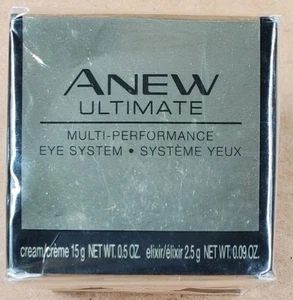 ANEW
ULTIMATE
MULTI-PERFORMANCE
EYE SYSTEM • SYSTÈME YEUX
cream/crème 15 g NET WT. 0.5 OZ. elixir/élixir 2.5 g NET WT. 0.09 OZ.